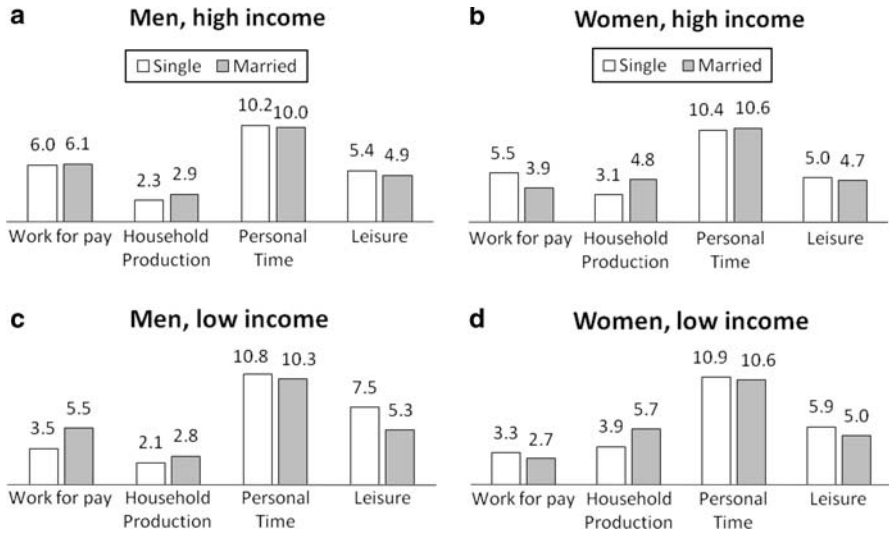 a Men, high income
Single Married
6.0 6.1 2.3 2.9 10.2 10.0 5.4 4.9
Work for pay Household Production Personal Time Leisure
b Women, high income
Single Married
5.5 3.9 3.1 4.8 10.4 10.6 5.0 4.7
Work for pay Household Production Personal Time Leisure
c Men, low income
3.5 5.5 2.1 2.8 10.8 10.3 7.5 5.3
Work for pay Household Production Personal Time Leisure
d Women, low income
3.3 2.7 3.9 5.7 10.9 10.6 5.9 5.0
Work for pay Household Production Personal Time Leisure